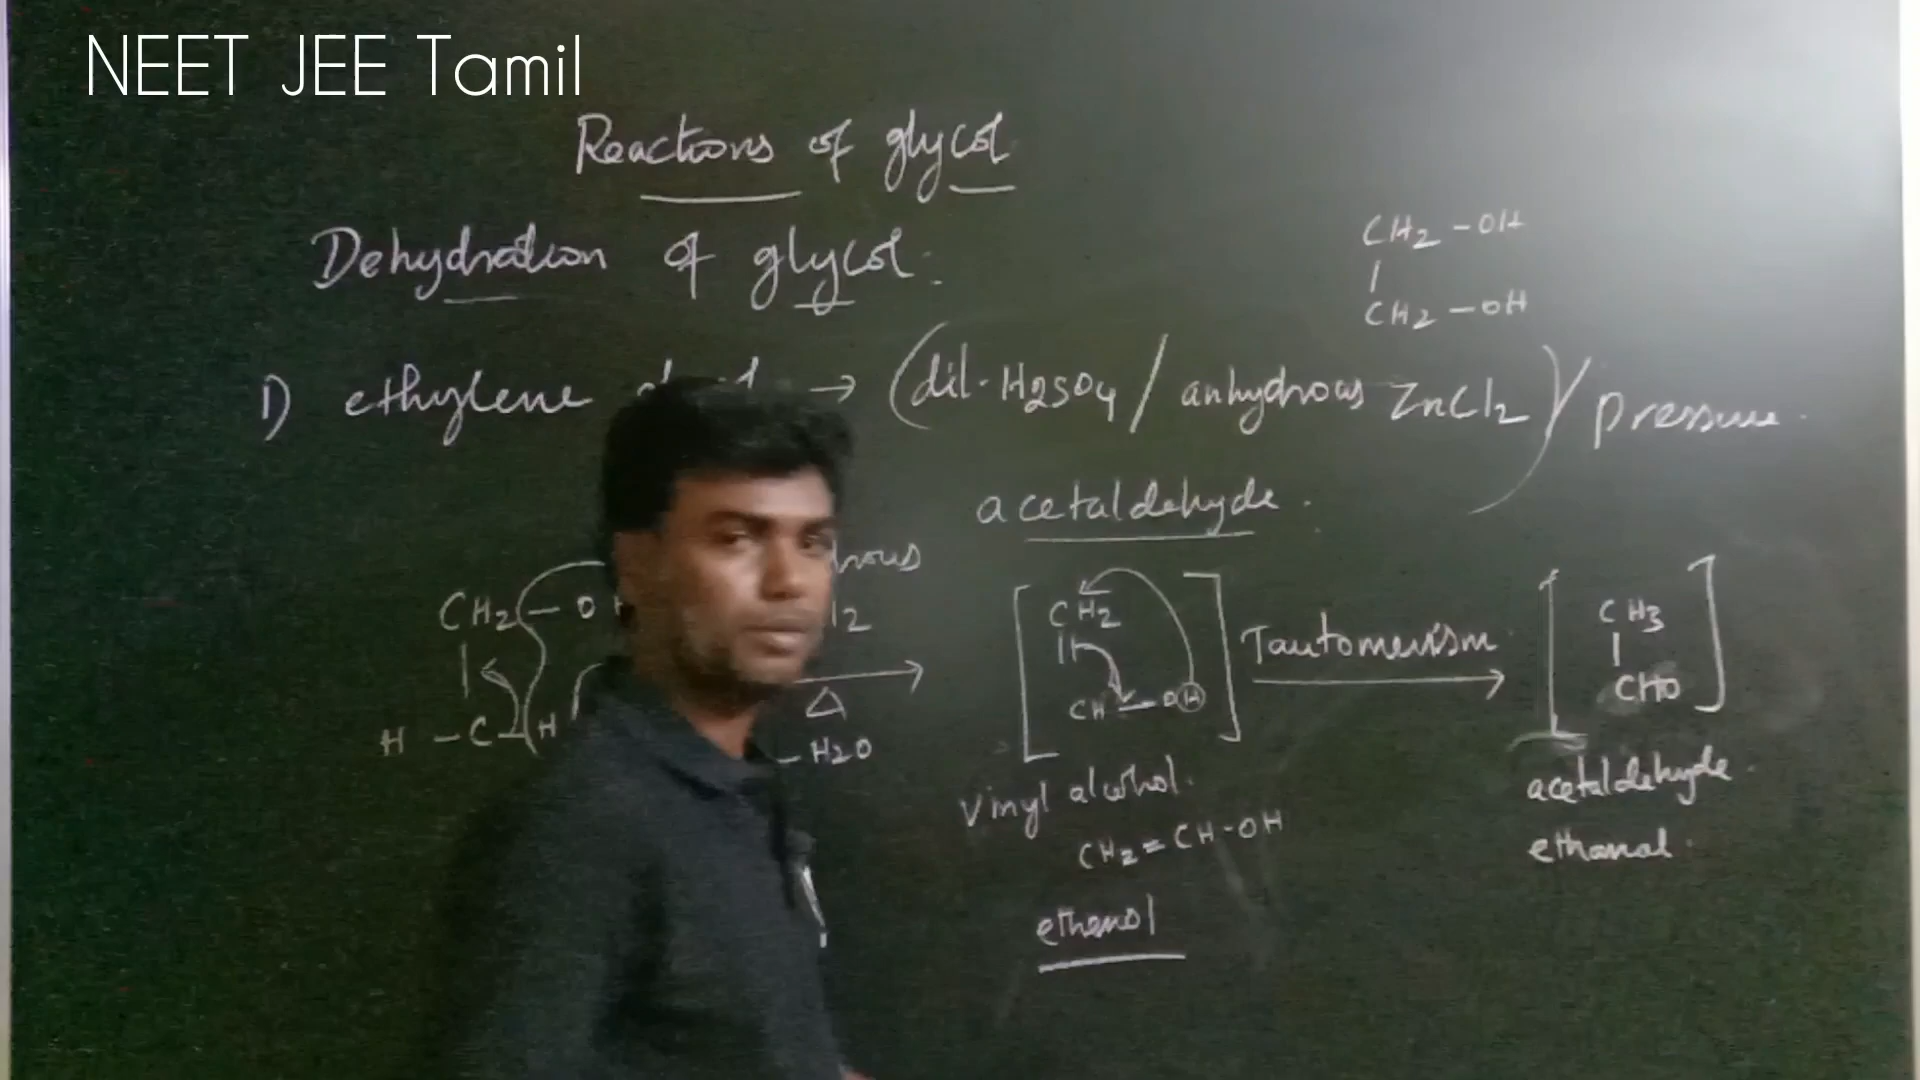 NEET JEE Tamil
Reactions of glycol
Dehydration of glycol:
CH2 - OH
|
CH2 - OH
1) ethylene → (dil. H2SO4 / anhydrous ZnCl2) / pressure.
acetaldehyde.
CH2 - O
|
H - C - H
Δ
- H2O
[CH2
||
CH - OH]
Vinyl alcohol.
CH2 = CH - OH
ethenol
Tautomerism
→
[CH3
|
CHO]
acetaldehyde.
ethanal.